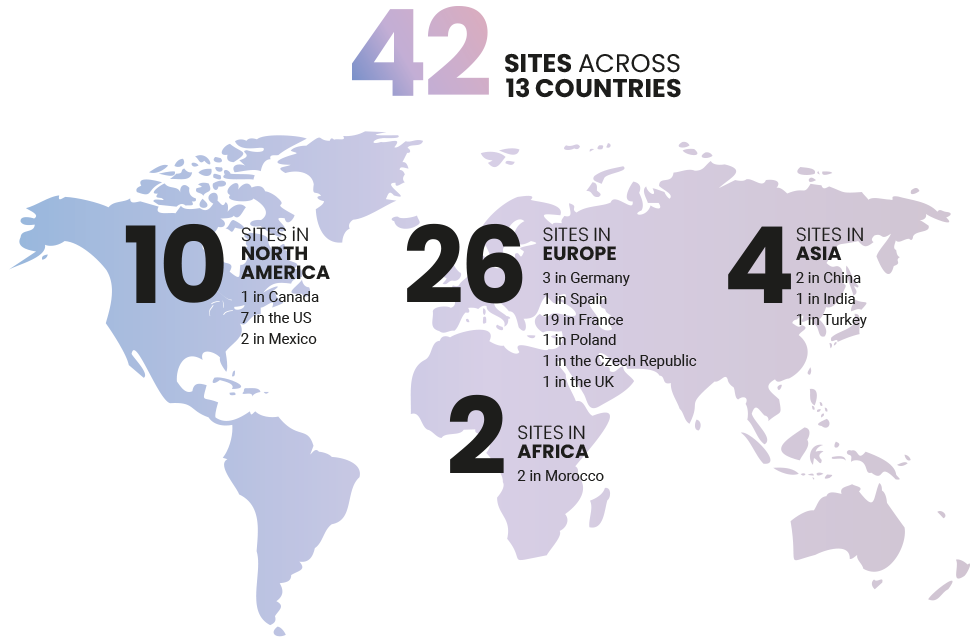 42
SITES ACROSS
13 COUNTRIES
10
SITES iN
NORTH
AMERICA
1 in Canada
7 in the US
2 in Mexico
26
SITES IN
EUROPE
3 in Germany
1 in Spain
19 in France
1 in Poland
1 in the Czech Republic
1 in the UK
4
SITES IN
ASIA
2 in China
1 in India
1 in Turkey
2
SITES IN
AFRICA
2 in Morocco